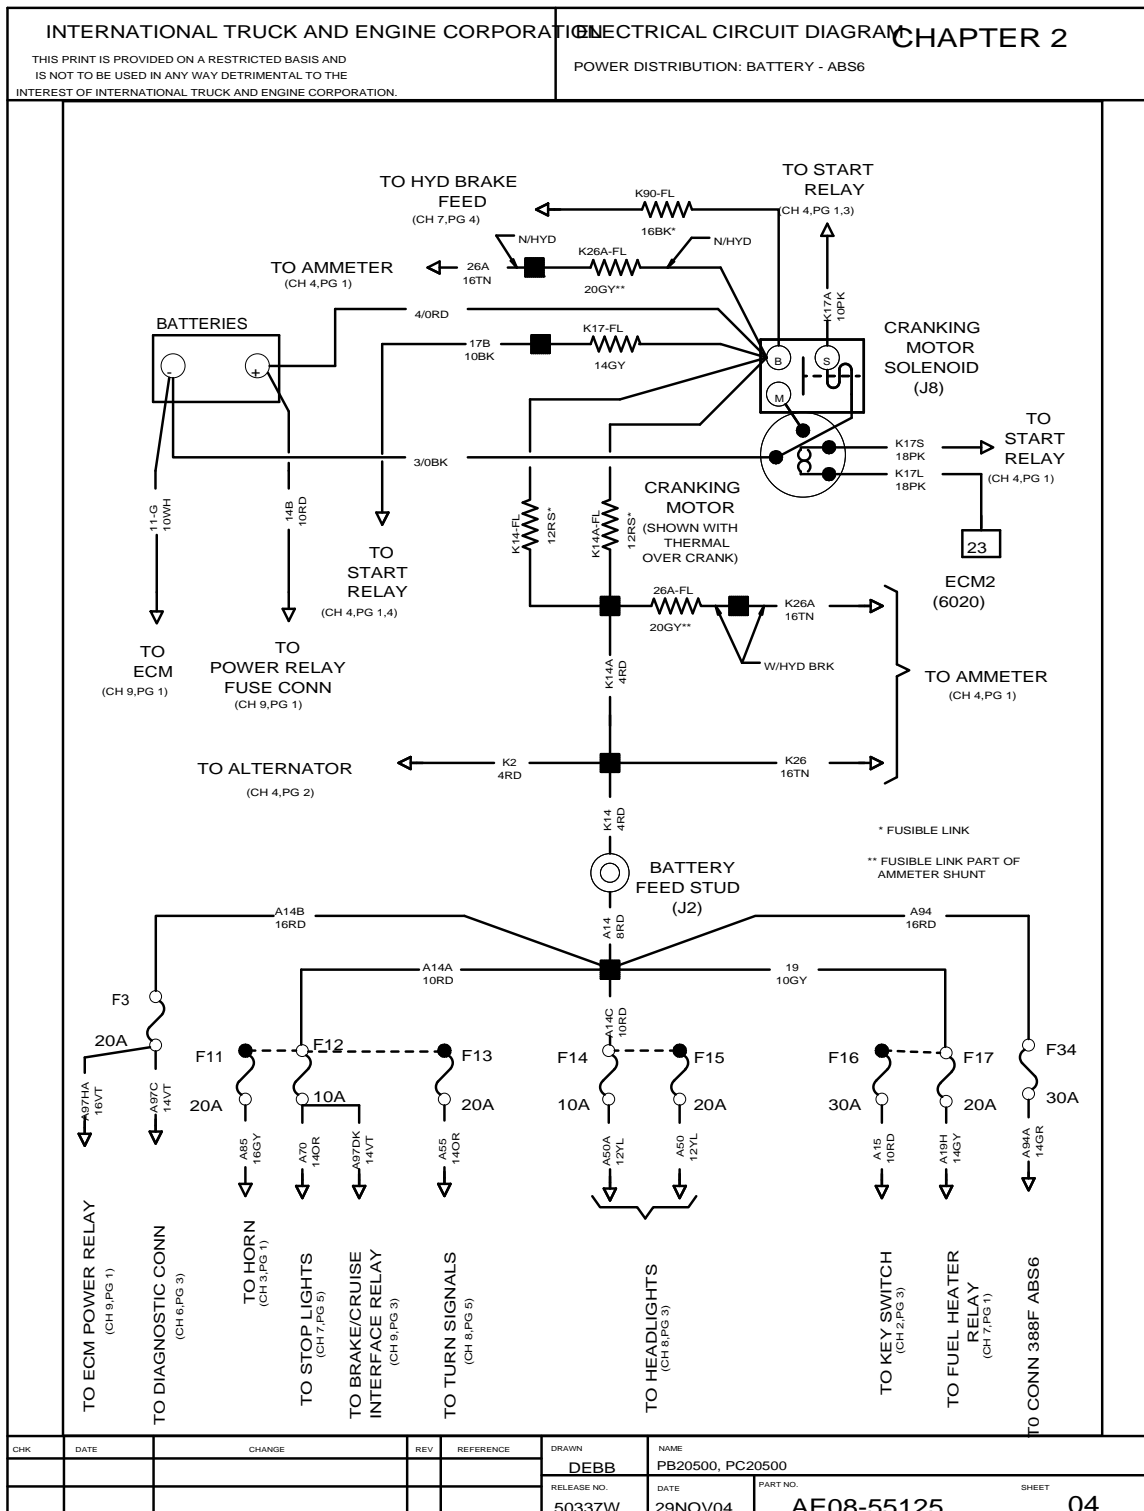 INTERNATIONAL TRUCK AND ENGINE CORPORATION
ELECTRICAL CIRCUIT DIAGRAM
CHAPTER 2
THIS PRINT IS PROVIDED ON A RESTRICTED BASIS AND
IS NOT TO BE USED IN ANY WAY DETRIMENTAL TO THE
INTEREST OF INTERNATIONAL TRUCK AND ENGINE CORPORATION.
POWER DISTRIBUTION: BATTERY - ABS6
TO HYD BRAKE
FEED
(CH 7,PG 4)
K90-FL
16BK*
TO START
RELAY
(CH 4,PG 1,3)
N/HYD
N/HYD
TO AMMETER
(CH 4,PG 1)
26A
16TN
K26A-FL
20GY**
K17A
10PK
BATTERIES
-
+
4/0RD
17B
10BK
K17-FL
14GY
B
S
M
CRANKING
MOTOR
SOLENOID
(J8)
3/0BK
K17S
18PK
K17L
18PK
TO
START
RELAY
(CH 4,PG 1)
11-G
10WH
14B
10RD
K14-FL
12RS*
K14A-FL
12RS*
CRANKING
MOTOR
(SHOWN WITH
THERMAL
OVER CRANK)
23
ECM2
(6020)
TO
START
RELAY
(CH 4,PG 1,4)
26A-FL
20GY**
K26A
16TN
W/HYD BRK
TO
ECM
(CH 9,PG 1)
TO
POWER RELAY
FUSE CONN
(CH 9,PG 1)
K14A
4RD
TO AMMETER
(CH 4,PG 1)
TO ALTERNATOR
(CH 4,PG 2)
K2
4RD
K26
16TN
K14
4RD
* FUSIBLE LINK
** FUSIBLE LINK PART OF
AMMETER SHUNT
BATTERY
FEED STUD
(J2)
A14
8RD
A14B
16RD
A94
16RD
A14A
10RD
19
10GY
A14C
10RD
F3
20A
F11
20A
F12
10A
F13
20A
F14
10A
F15
20A
F16
30A
F17
20A
F34
30A
A97HA
16VT
A97C
14VT
A85
16GY
A70
14OR
A97DK
14VT
A55
14OR
A50A
12YL
A50
12YL
A15
10RD
A19H
14GY
A94A
14GR
TO ECM POWER RELAY
(CH 9,PG 1)
TO DIAGNOSTIC CONN
(CH 6,PG 3)
TO HORN
(CH 3,PG 1)
TO STOP LIGHTS
(CH 7,PG 5)
TO BRAKE/CRUISE
INTERFACE RELAY
(CH 9,PG 3)
TO TURN SIGNALS
(CH 8,PG 5)
TO HEADLIGHTS
(CH 8,PG 3)
TO KEY SWITCH
(CH 2,PG 3)
TO FUEL HEATER
RELAY
(CH 7,PG 1)
T0 CONN 388F ABS6
CHK
DATE
CHANGE
REV
REFERENCE
DRAWN
DEBB
NAME
PB20500, PC20500
RELEASE NO.
50337W
DATE
29NOV04
PART NO.
AE08-55125
SHEET
04